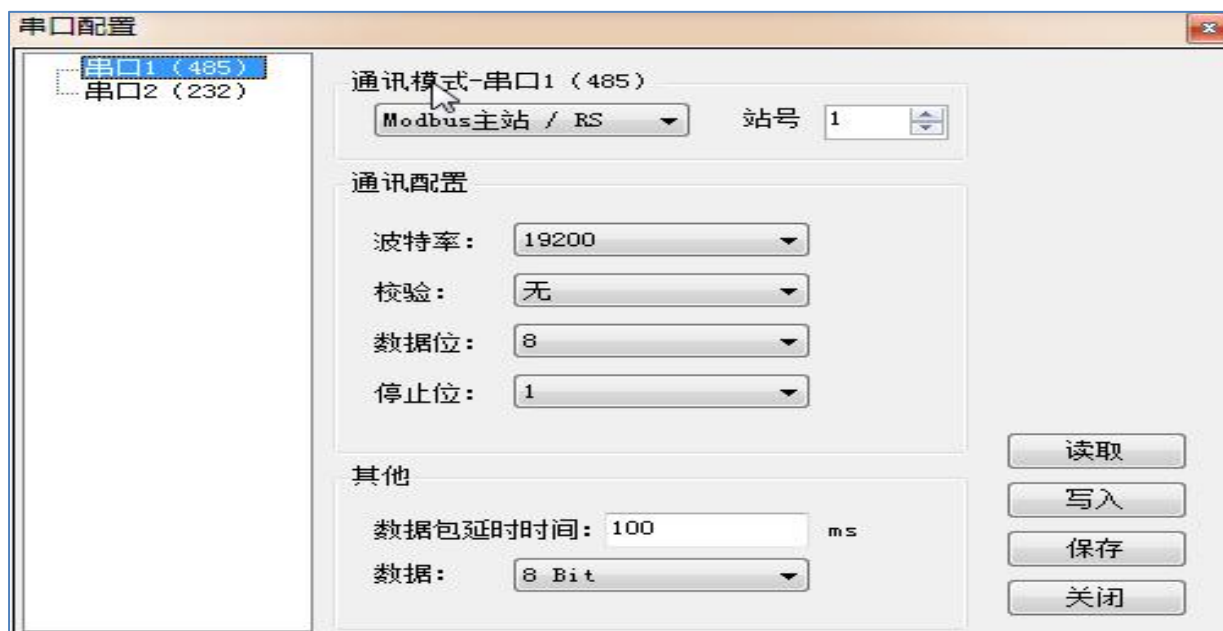 串口配置
串口1（485）
串口2（232）
通讯模式-串口1（485）
Modbus主站 / RS
站号
1
通讯配置
波特率：
19200
校验：
无
数据位：
8
停止位：
1
其他
数据包延时时间：
100
ms
数据：
8 Bit
读取
写入
保存
关闭